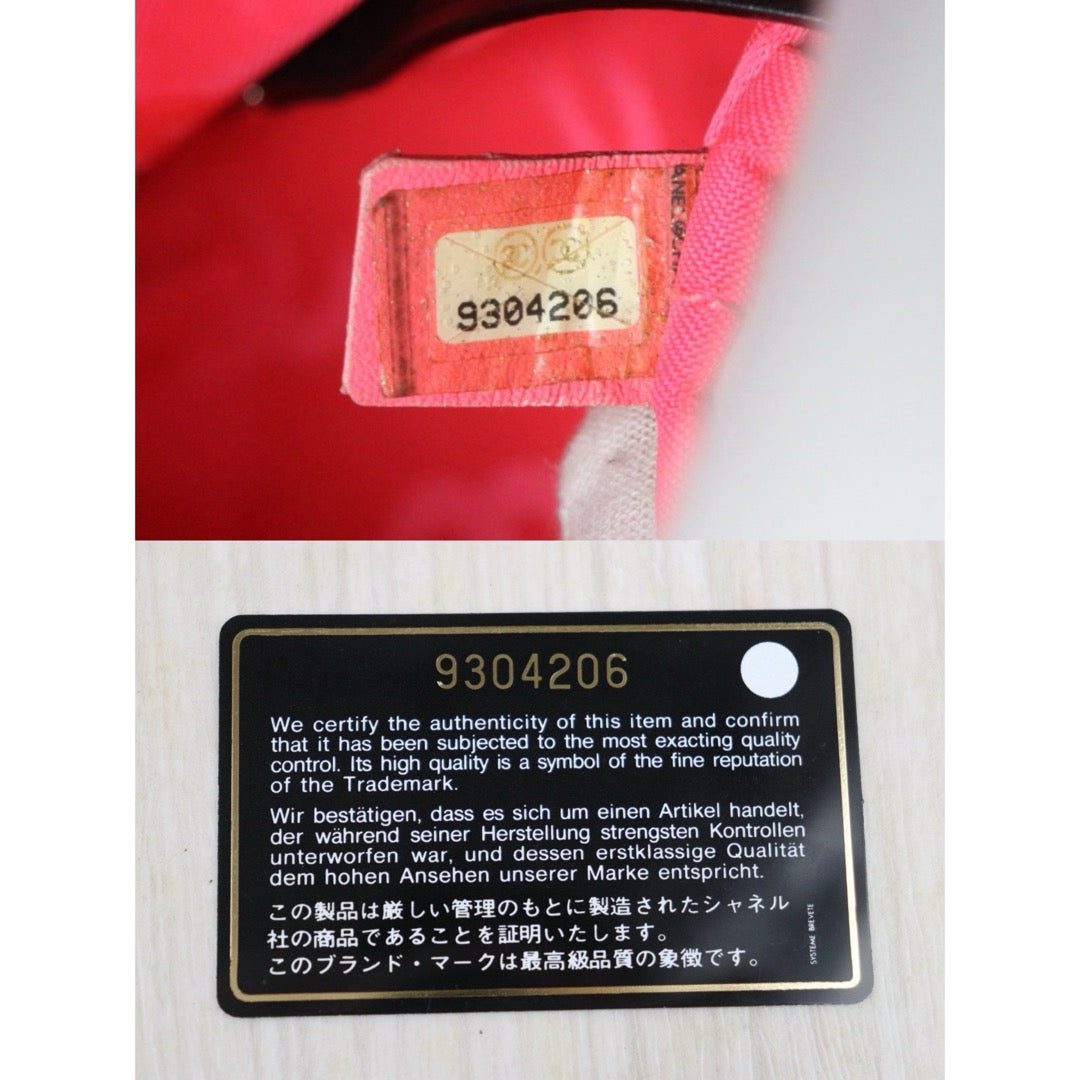 9304206
9304206
We certify the authenticity of this item and confirm
that it has been subjected to the most exacting quality
control. Its high quality is a symbol of the fine reputation
of the Trademark.
Wir bestätigen, dass es sich um einen Artikel handelt,
der während seiner Herstellung strengsten Kontrollen
unterworfen war, und dessen erstklassige Qualität
dem hohen Ansehen unserer Marke entspricht.
この製品は厳しい管理のもとに製造されたシャネル
社の商品であることを証明いたします。
このブランド・マークは最高級品質の象徴です。
SYSTEME BREVETE